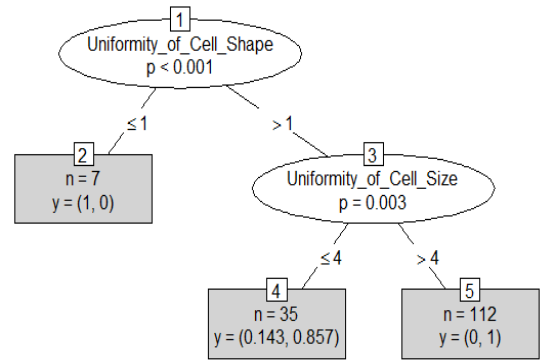 1
Uniformity_of_Cell_Shape
p < 0.001
≤ 1
> 1
2
n = 7
y = (1, 0)
3
Uniformity_of_Cell_Size
p = 0.003
≤ 4
> 4
4
n = 35
y = (0.143, 0.857)
5
n = 112
y = (0, 1)